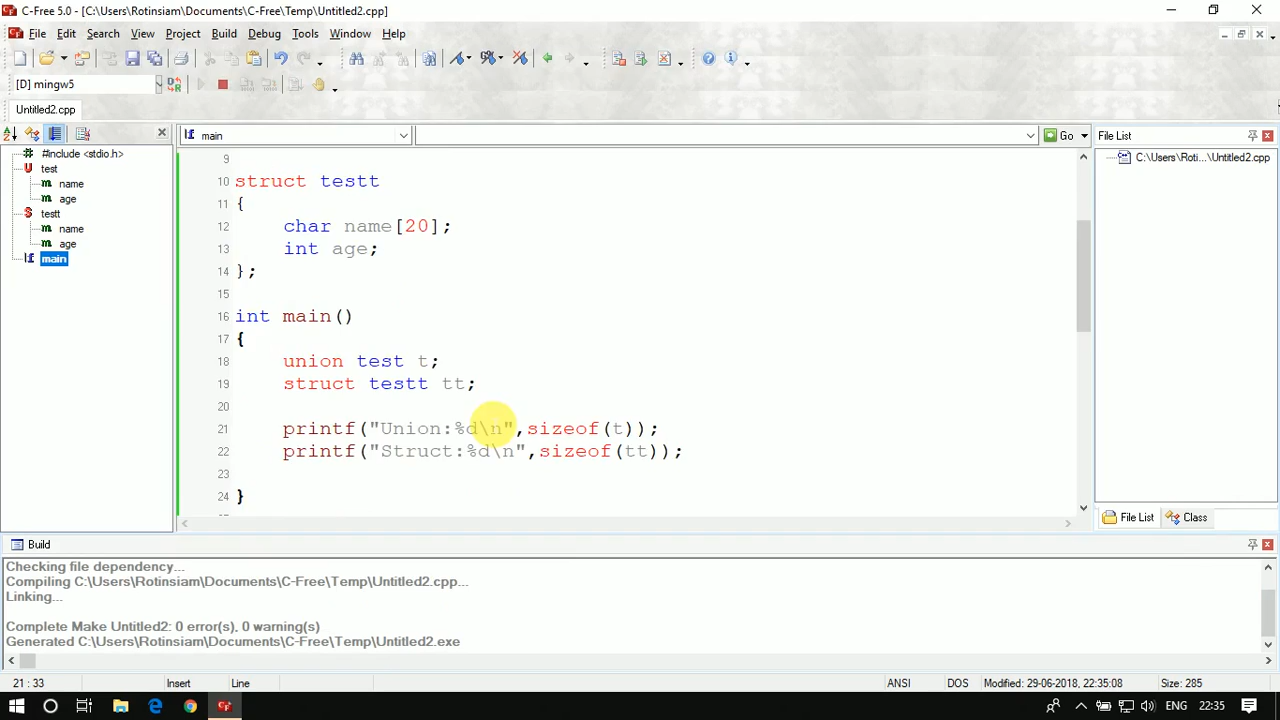 C-Free 5.0 - [C:\Users\Rotinsiam\Documents\C-Free\Temp\Untitled2.cpp]
File Edit Search View Project Build Debug Tools Window Help
[D] mingw5
Untitled2.cpp
main
Go
File List
#include <stdio.h>
test
name
age
testt
name
age
main
9
10 struct testt
11 {
12 char name[20];
13 int age;
14 };
15
16 int main()
17 {
18 union test t;
19 struct testt tt;
20
21 printf("Union:%d\n",sizeof(t));
22 printf("Struct:%d\n",sizeof(tt));
23
24 }
C:\Users\Roti...\Untitled2.cpp
File List Class
Build
Checking file dependency...
Compiling C:\Users\Rotinsiam\Documents\C-Free\Temp\Untitled2.cpp...
Linking...
Complete Make Untitled2: 0 error(s), 0 warning(s)
Generated C:\Users\Rotinsiam\Documents\C-Free\Temp\Untitled2.exe
21 : 33 Insert Line ANSI DOS Modified: 29-06-2018, 22:35:08 Size: 285
ENG 22:35